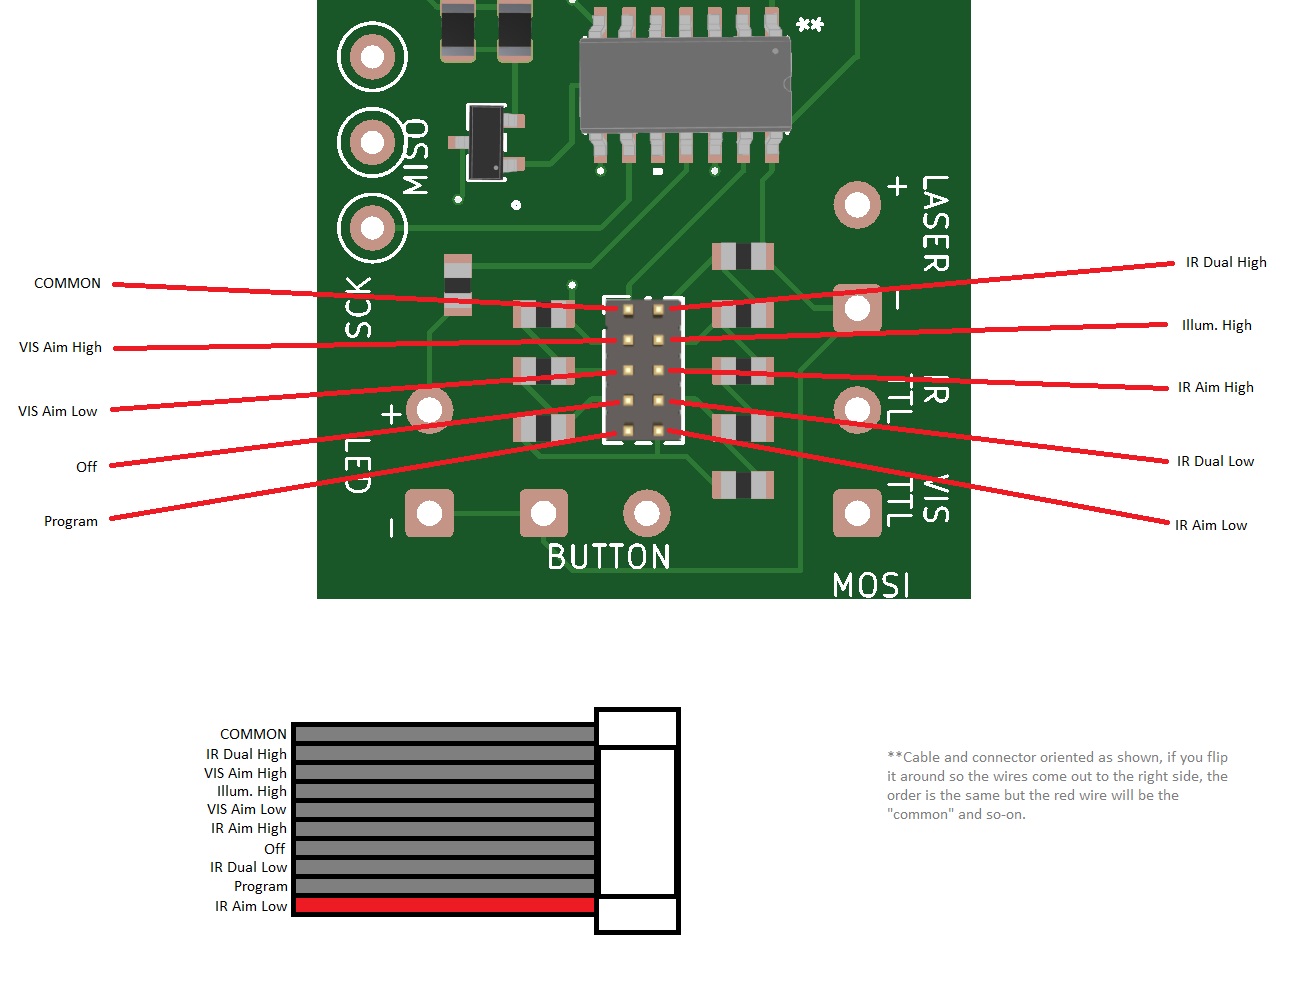 **
MISO
+
LASER
-
SCK
COMMON
IR Dual High
VIS Aim High
Illum. High
VIS Aim Low
IR Aim High
Off
IR Dual Low
Program
IR Aim Low
+
LED
-
IR
TTL
VIS
TTL
BUTTON
MOSI
COMMON
IR Dual High
VIS Aim High
Illum. High
VIS Aim Low
IR Aim High
Off
IR Dual Low
Program
IR Aim Low
**Cable and connector oriented as shown, if you flip
it around so the wires come out to the right side, the
order is the same but the red wire will be the
"common" and so-on.